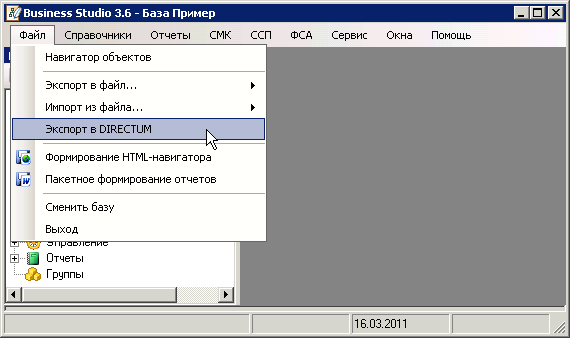 Business Studio 3.6 - База Пример
Файл Справочники Отчеты СМК ССП ФСА Сервис Окна Помощь
Навигатор объектов
Экспорт в файл...
Импорт из файла...
Экспорт в DIRECTUM
Формирование HTML-навигатора
Пакетное формирование отчетов
Сменить базу
Выход
Управление
Отчеты
Группы
16.03.2011